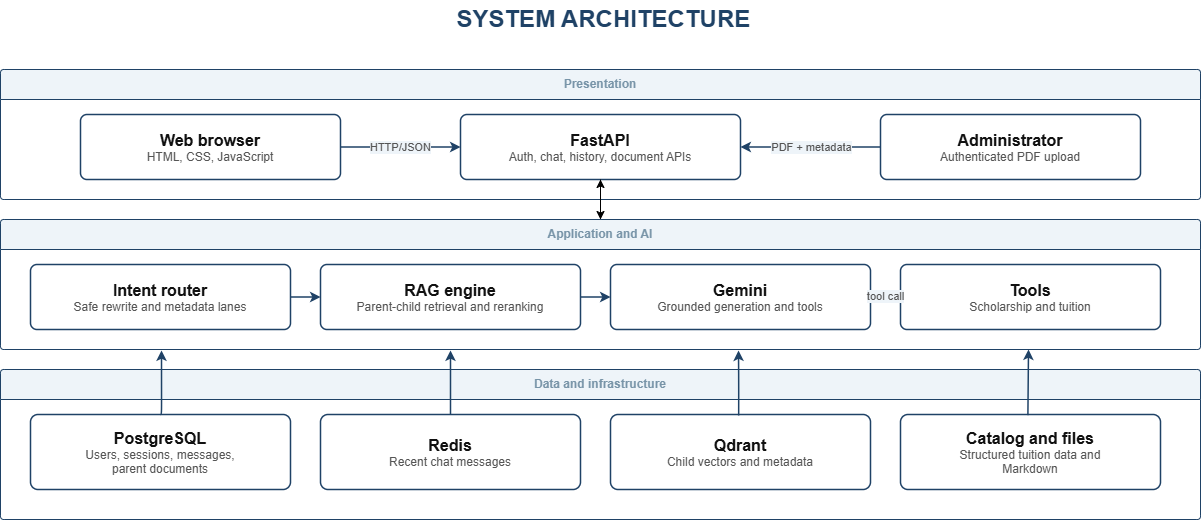 SYSTEM ARCHITECTURE
Presentation
Web browser
HTML, CSS, JavaScript
HTTP/JSON
FastAPI
Auth, chat, history, document APIs
PDF + metadata
Administrator
Authenticated PDF upload
Application and AI
Intent router
Safe rewrite and metadata lanes
RAG engine
Parent-child retrieval and reranking
Gemini
Grounded generation and tools
tool call
Tools
Scholarship and tuition
Data and infrastructure
PostgreSQL
Users, sessions, messages,
parent documents
Redis
Recent chat messages
Qdrant
Child vectors and metadata
Catalog and files
Structured tuition data and
Markdown